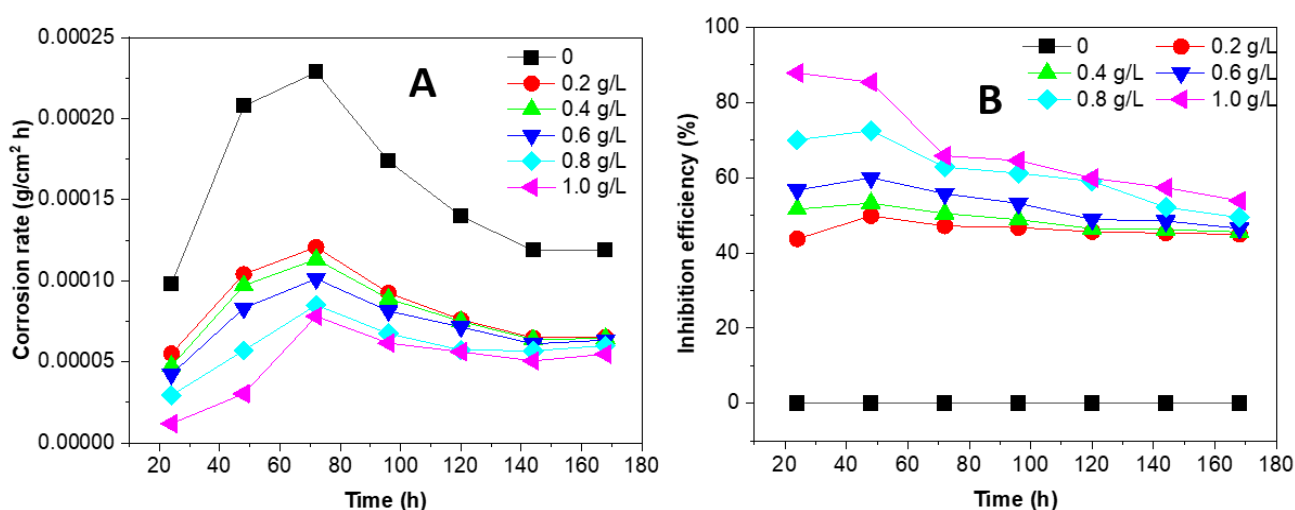 A
0.00025
0.00020
0.00015
0.00010
0.00005
0.00000
Corrosion rate (g/cm² h)
20 40 60 80 100 120 140 160 180
Time (h)
0
0.2 g/L
0.4 g/L
0.6 g/L
0.8 g/L
1.0 g/L
B
100
80
60
40
20
0
Inhibition efficiency (%)
20 40 60 80 100 120 140 160 180
Time (h)
0 0.2 g/L
0.4 g/L 0.6 g/L
0.8 g/L 1.0 g/L